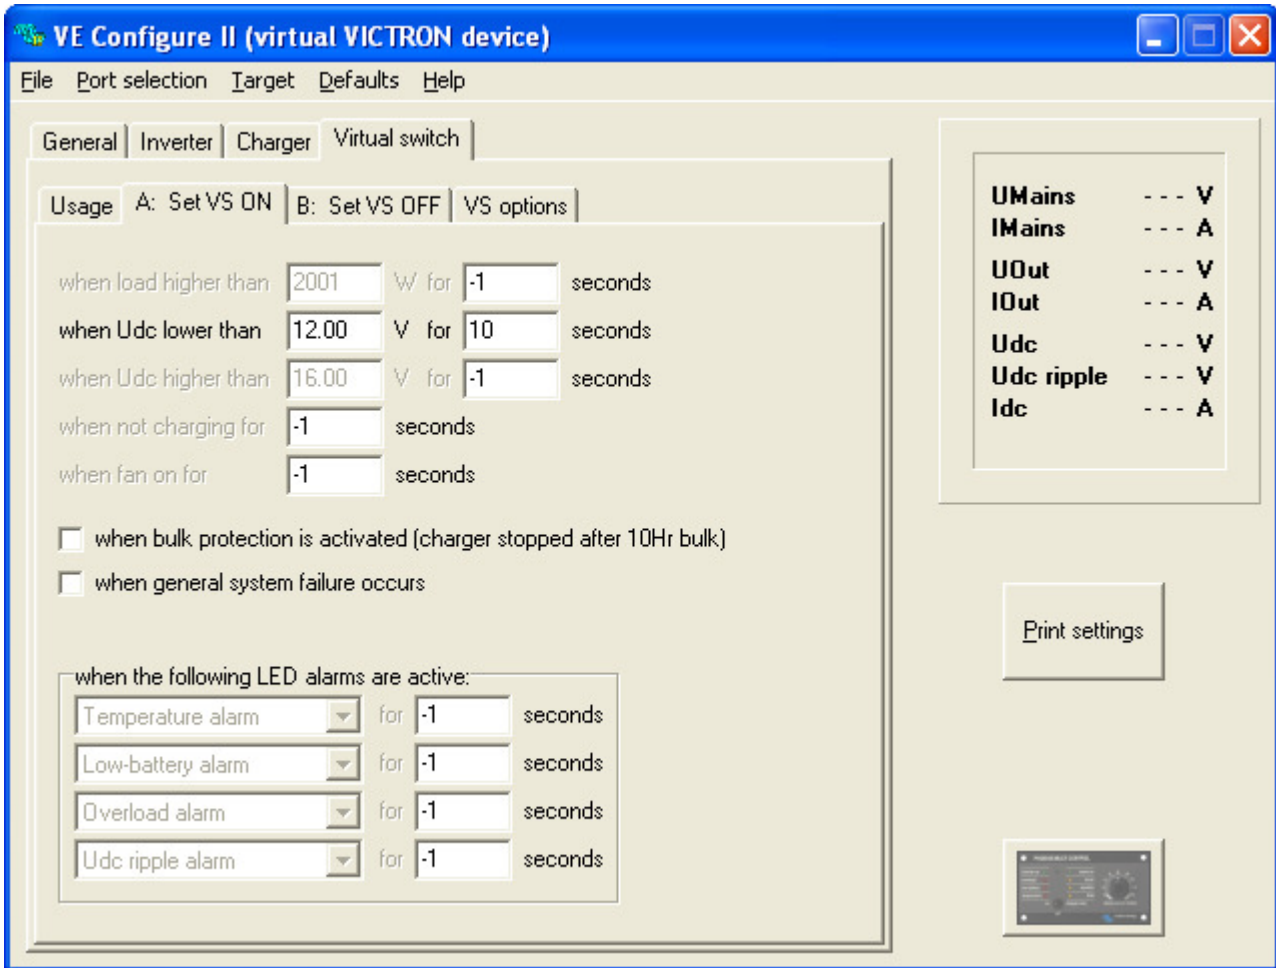 VE Configure II (virtual VICTRON device)
File Port selection Target Defaults Help
General Inverter Charger Virtual switch
Usage A: Set VS ON B: Set VS OFF VS options
when load higher than 2001 W for -1 seconds
when Udc lower than 12.00 V for 10 seconds
when Udc higher than 16.00 V for -1 seconds
when not charging for -1 seconds
when fan on for -1 seconds
when bulk protection is activated (charger stopped after 10Hr bulk)
when general system failure occurs
when the following LED alarms are active:
Temperature alarm for -1 seconds
Low-battery alarm for -1 seconds
Overload alarm for -1 seconds
Udc ripple alarm for -1 seconds
UMains - - - V
IMains - - - A
UOut - - - V
IOut - - - A
Udc - - - V
Udc ripple - - - V
Idc - - - A
Print settings